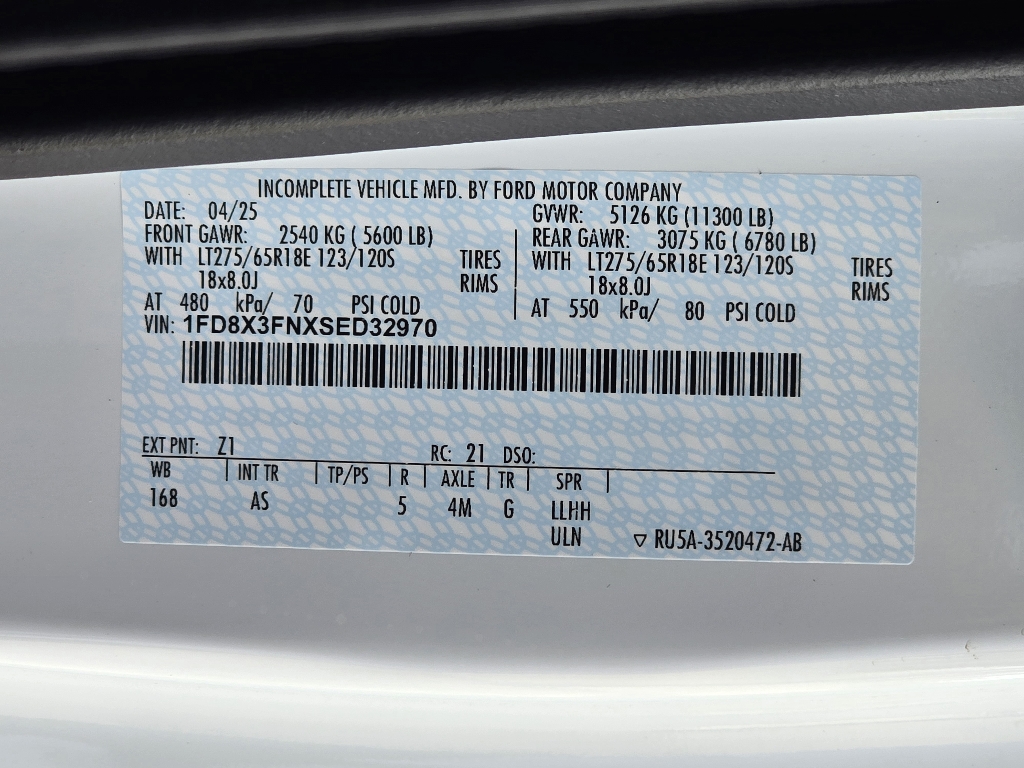 INCOMPLETE VEHICLE MFD. BY FORD MOTOR COMPANY
DATE: 04/25 GVWR: 5126 KG (11300 LB)
FRONT GAWR: 2540 KG ( 5600 LB) REAR GAWR: 3075 KG ( 6780 LB)
WITH LT275/65R18E 123/120S TIRES WITH LT275/65R18E 123/120S TIRES
18x8.0J RIMS 18x8.0J RIMS
AT 480 kPa/ 70 PSI COLD AT 550 kPa/ 80 PSI COLD
VIN: 1FD8X3FNXSED32970
EXT PNT: Z1 RC: 21 DSO:
WB INT TR TP/PS R AXLE TR SPR
168 AS 5 4M G LLHH
ULN ▽ RU5A-3520472-AB